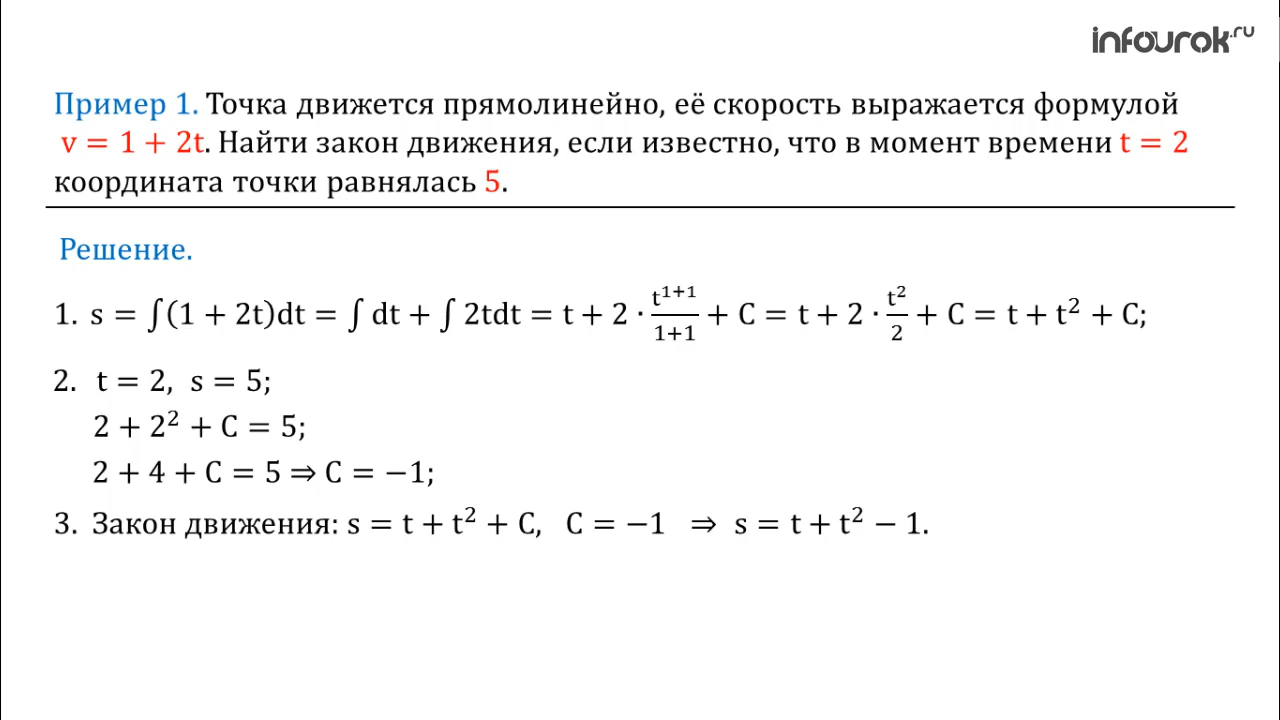 infourok.ru
Пример 1. Точка движется прямолинейно, её скорость выражается формулой
v = 1 + 2t. Найти закон движения, если известно, что в момент времени t = 2
координата точки равнялась 5.
Решение.
1. s = ∫(1 + 2t)dt = ∫ dt + ∫ 2tdt = t + 2 · t¹⁺¹/1+1 + C = t + 2 · t²/2 + C = t + t² + C;
2. t = 2, s = 5;
2 + 2² + C = 5;
2 + 4 + C = 5 ⇒ C = −1;
3. Закон движения: s = t + t² + C, C = −1 ⇒ s = t + t² − 1.